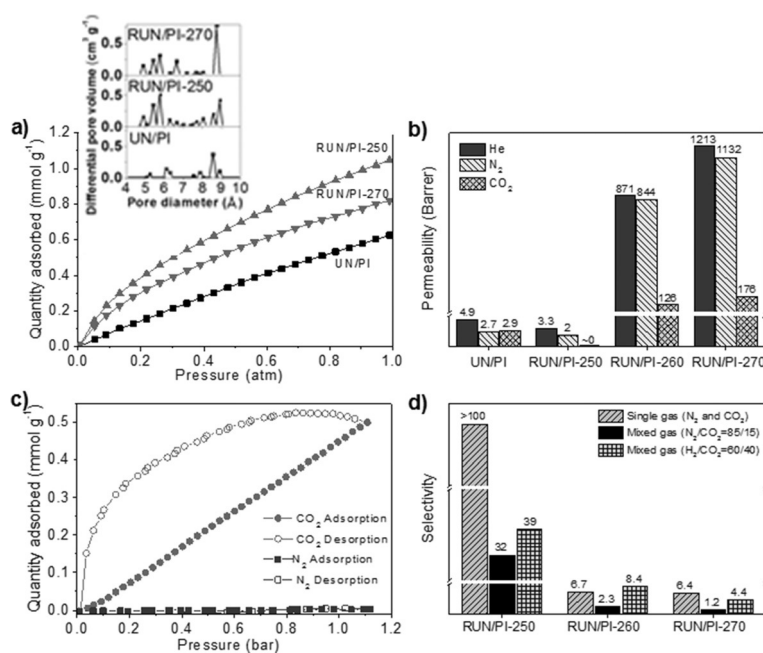 a)
Differential pore volume (cm³ g⁻¹)
RUN/PI-270
0.5
0.0
RUN/PI-250
0.5
0.0
UN/PI
0.5
0.0
4 5 6 7 8 9 10
Pore diameter (Å)
Quantity adsorbed (mmol g⁻¹)
1.2
1.0
0.8
0.6
0.4
0.2
0.0
RUN/PI-250
RUN/PI-270
UN/PI
0.0 0.2 0.4 0.6 0.8 1.0
Pressure (atm)
b)
Permeability (Barrer)
He
N₂
CO₂
4.9 2.7 2.9
3.3 2 ~0
871 844 126
1213 1132 176
UN/PI RUN/PI-250 RUN/PI-260 RUN/PI-270
c)
Quantity adsorbed (mmol g⁻¹)
0.5
0.4
0.3
0.2
0.1
0.0
CO₂ Adsorption
CO₂ Desorption
N₂ Adsorption
N₂ Desorption
0.0 0.2 0.4 0.6 0.8 1.0 1.2
Pressure (bar)
d)
Selectivity
Single gas (N₂ and CO₂)
Mixed gas (N₂/CO₂=85/15)
Mixed gas (H₂/CO₂=60/40)
>100 32 39
6.7 2.3 8.4
6.4 1.2 4.4
RUN/PI-250 RUN/PI-260 RUN/PI-270